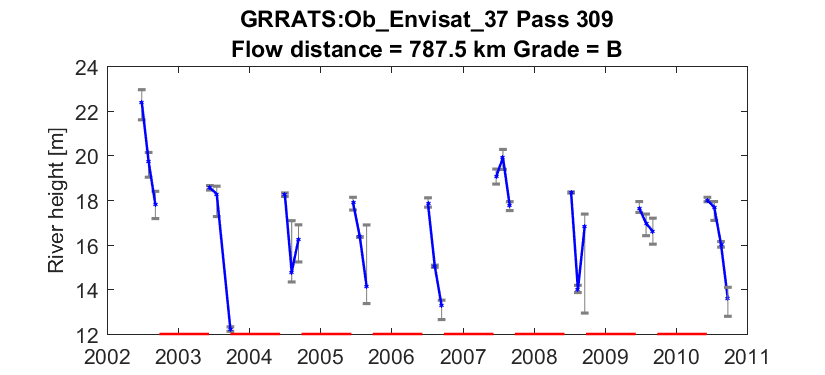 GRRATS:Ob_Envisat_37 Pass 309
Flow distance = 787.5 km Grade = B
River height [m]
24
22
20
18
16
14
12
2002 2003 2004 2005 2006 2007 2008 2009 2010 2011